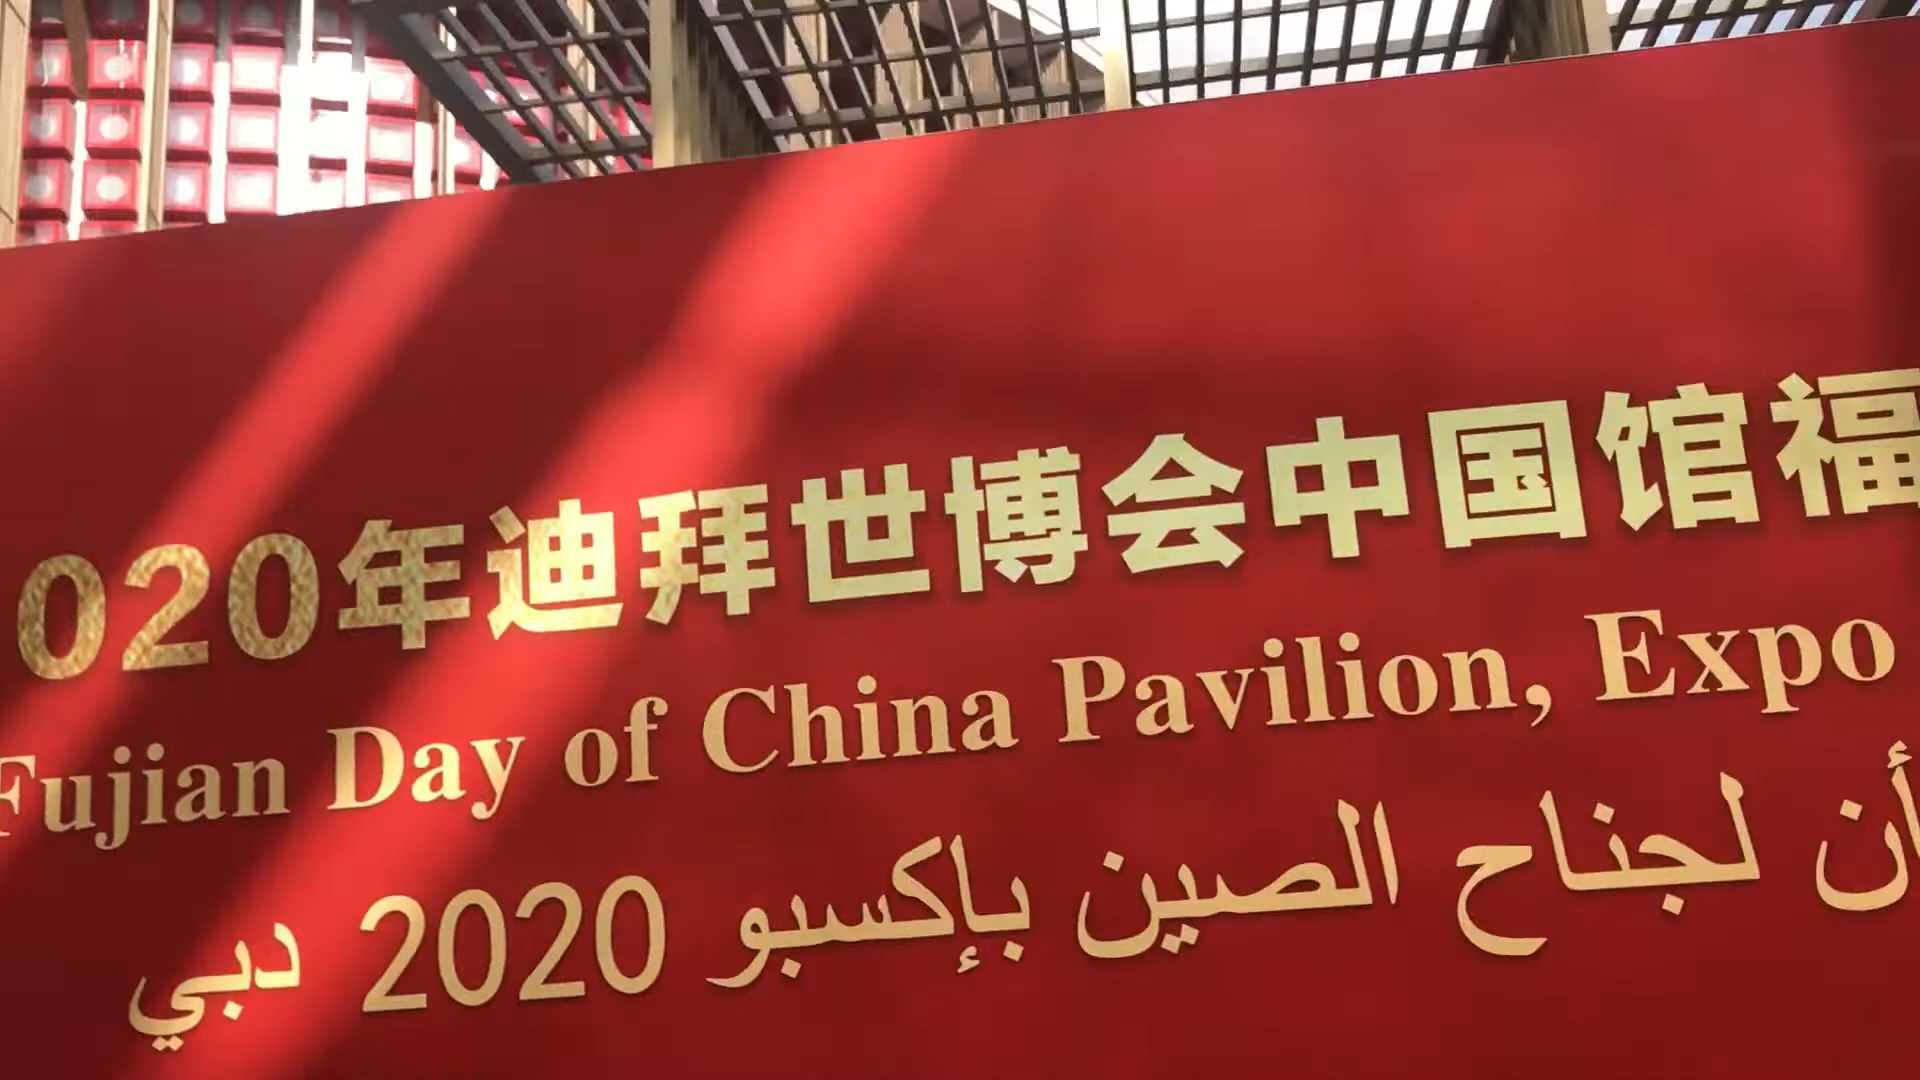 020年迪拜世博会中国馆福
Fujian Day of China Pavilion, Expo
أن لجناح الصين بإكسبو 2020 دبي